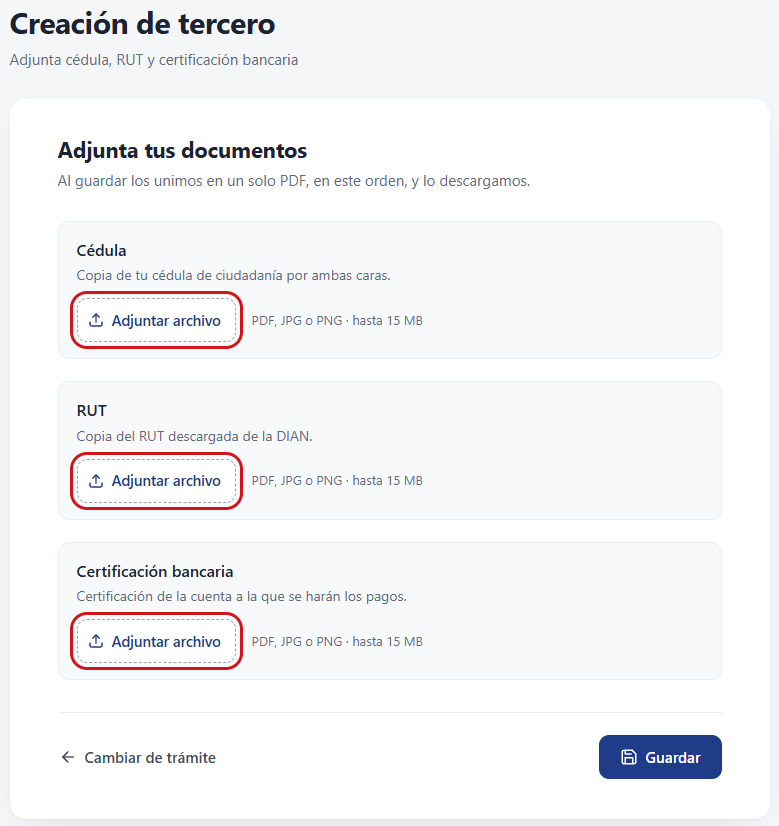 Creación de tercero
Adjunta cédula, RUT y certificación bancaria
Adjunta tus documentos
Al guardar los unimos en un solo PDF, en este orden, y lo descargamos.
Cédula
Copia de tu cédula de ciudadanía por ambas caras.
Adjuntar archivo PDF, JPG o PNG · hasta 15 MB
RUT
Copia del RUT descargada de la DIAN.
Adjuntar archivo PDF, JPG o PNG · hasta 15 MB
Certificación bancaria
Certificación de la cuenta a la que se harán los pagos.
Adjuntar archivo PDF, JPG o PNG · hasta 15 MB
Cambiar de trámite Guardar